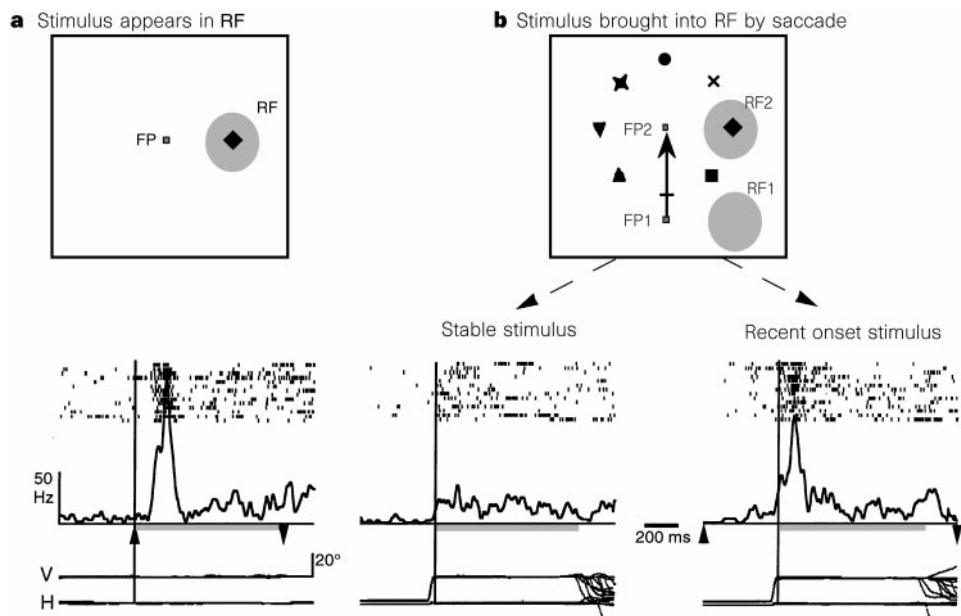 a Stimulus appears in RF
b Stimulus brought into RF by saccade
RF
FP
RF2
FP2
RF1
FP1
Stable stimulus
Recent onset stimulus
50
Hz
200 ms
20°
V
H